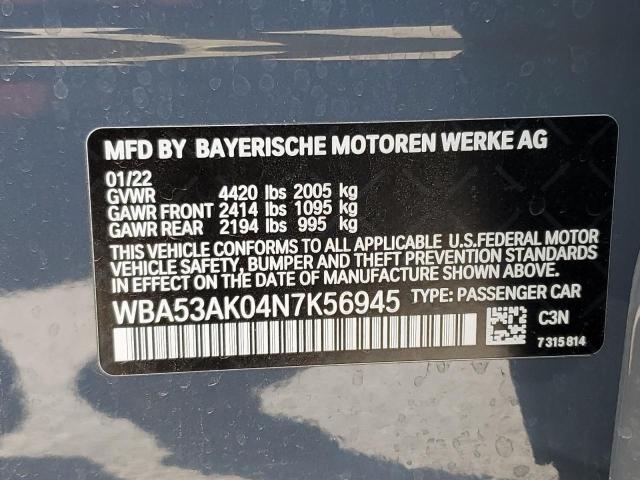 MFD BY BAYERISCHE MOTOREN WERKE AG
01/22
GVWR 4420 lbs 2005 kg
GAWR FRONT 2414 lbs 1095 kg
GAWR REAR 2194 lbs 995 kg
THIS VEHICLE CONFORMS TO ALL APPLICABLE U.S.FEDERAL MOTOR
VEHICLE SAFETY, BUMPER AND THEFT PREVENTION STANDARDS
IN EFFECT ON THE DATE OF MANUFACTURE SHOWN ABOVE.
WBA53AK04N7K56945 TYPE: PASSENGER CAR
C3N
7315814